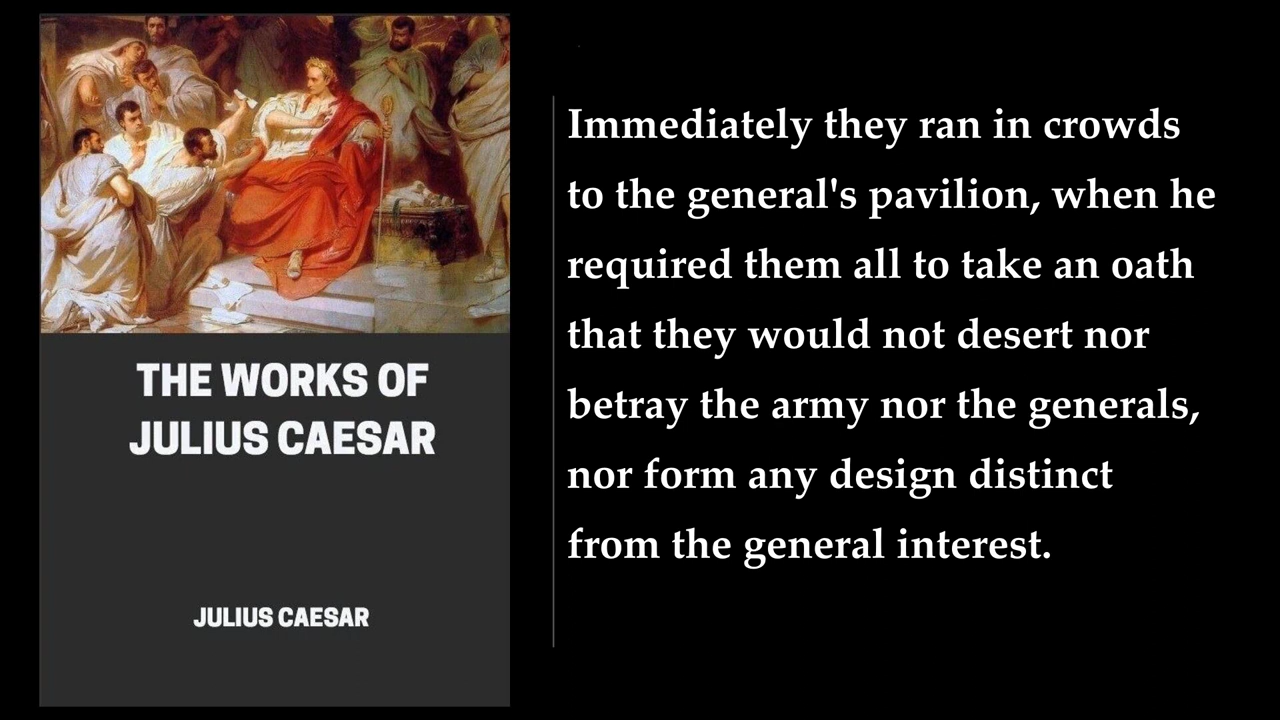 THE WORKS OF
JULIUS CAESAR
JULIUS CAESAR
Immediately they ran in crowds
to the general's pavilion, when he
required them all to take an oath
that they would not desert nor
betray the army nor the generals,
nor form any design distinct
from the general interest.